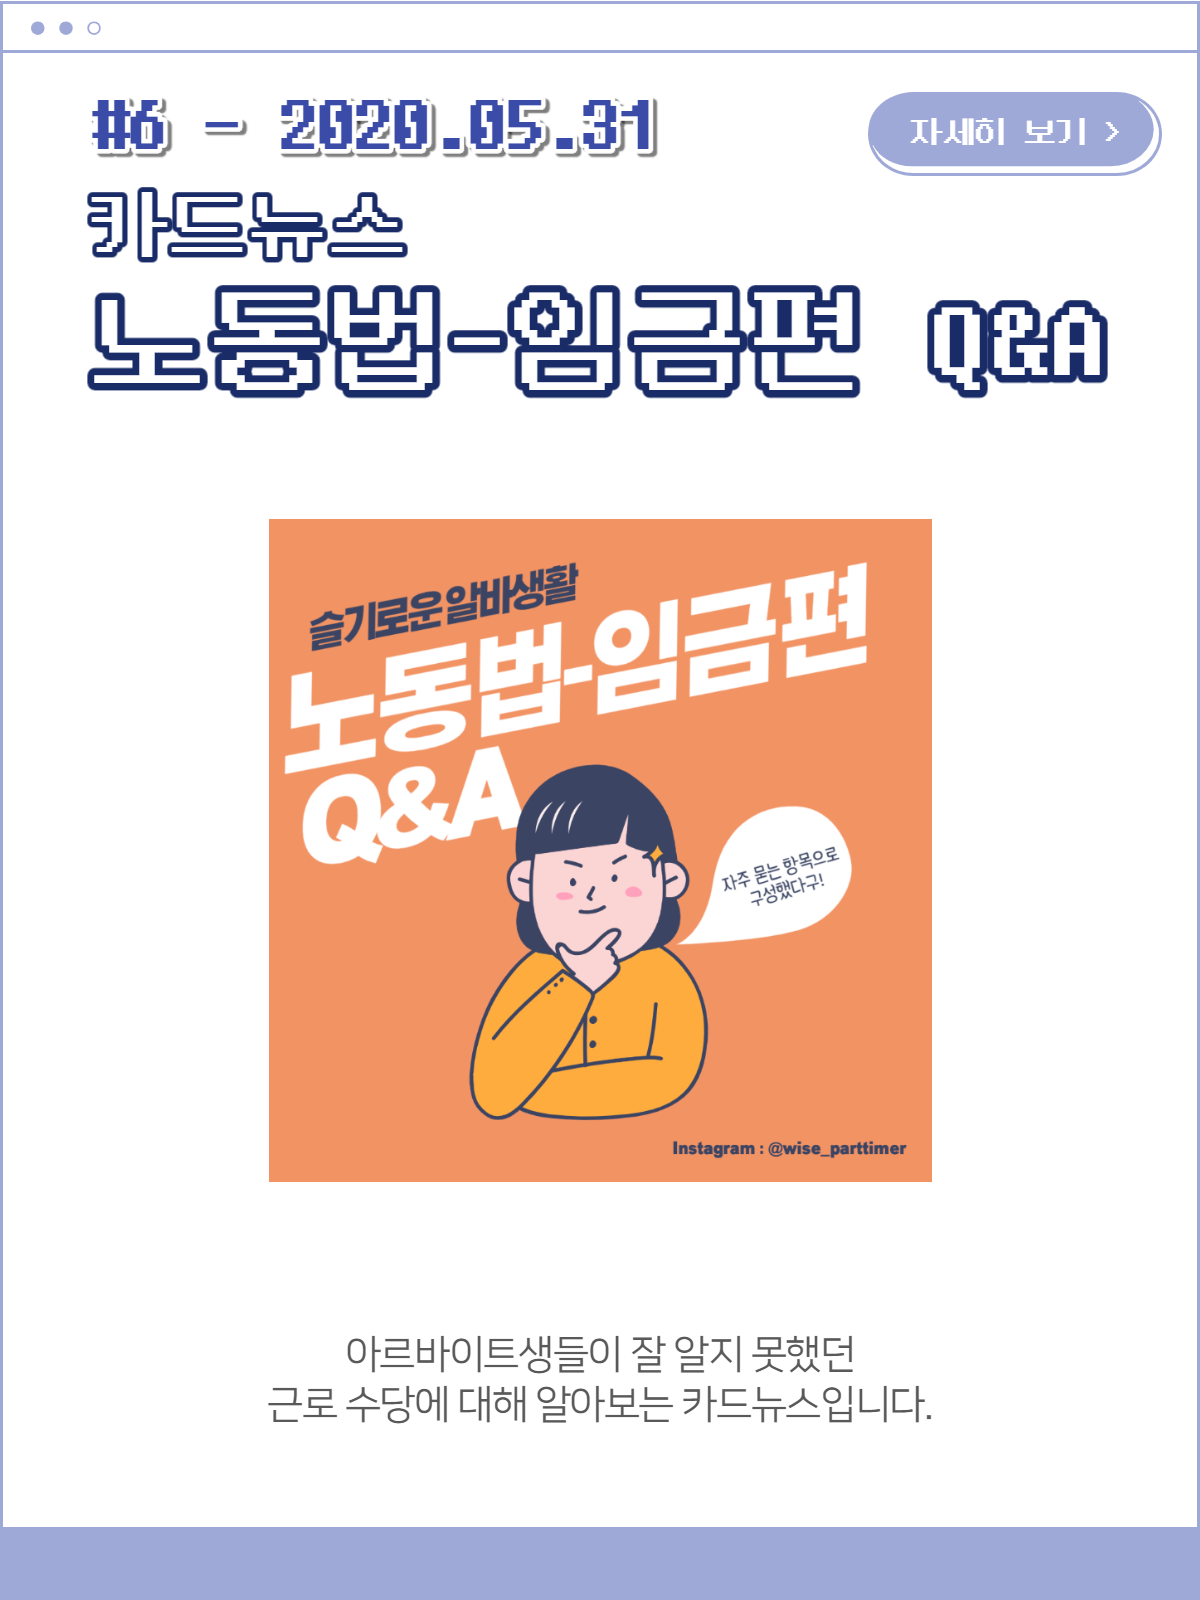 #6 - 2020.05.31
자세히 보기 >
카드뉴스
노동법-임금편 Q&A
슬기로운 알바생활
노동법-임금편
Q&A
자주 묻는 항목으로
구성했다구!
Instagram : @wise_parttimer
아르바이트생들이 잘 알지 못했던
근로 수당에 대해 알아보는 카드뉴스입니다.